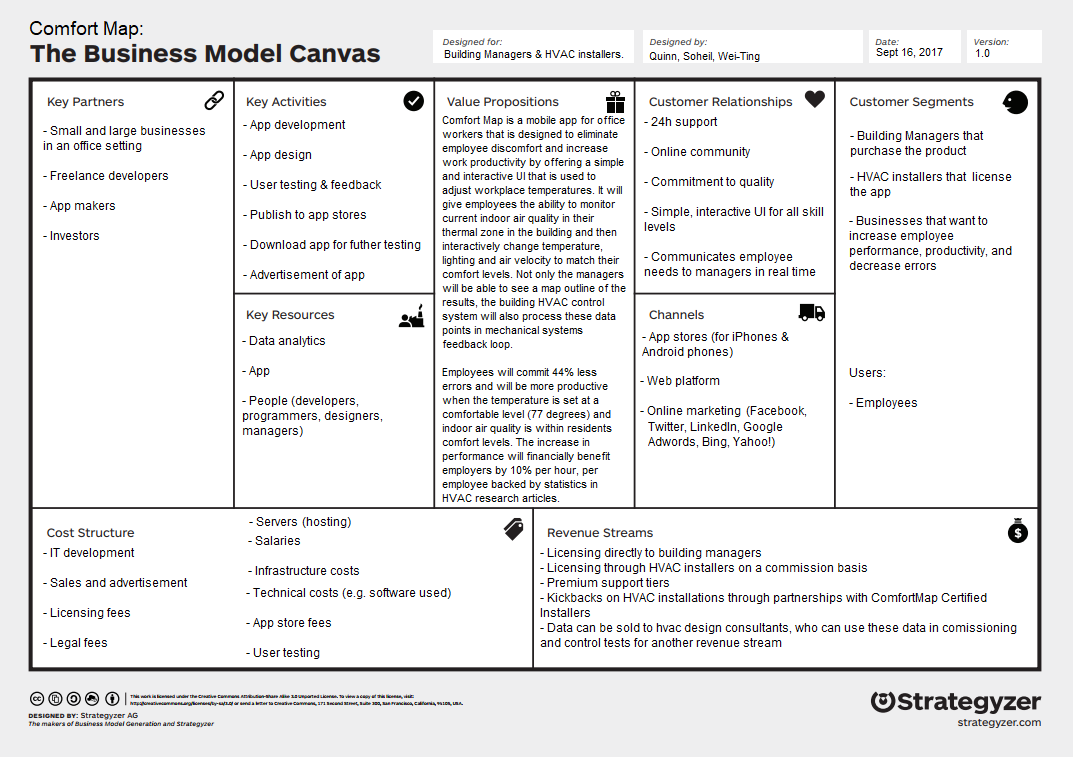 Comfort Map:
The Business Model Canvas
Designed for:
Building Managers & HVAC installers.
Designed by:
Quinn, Soheil, Wei-Ting
Date:
Sept 16, 2017
Version:
1.0
Key Partners
- Small and large businesses
in an office setting
- Freelance developers
- App makers
- Investors
Key Activities
- App development
- App design
- User testing & feedback
- Publish to app stores
- Download app for futher testing
- Advertisement of app
Key Resources
- Data analytics
- App
- People (developers,
programmers, designers,
managers)
Value Propositions
Comfort Map is a mobile app for office
workers that is designed to eliminate
employee discomfort and increase
work productivity by offering a simple
and interactive UI that is used to
adjust workplace temperatures. It will
give employees the ability to monitor
current indoor air quality in their
thermal zone in the building and then
interactively change temperature,
lighting and air velocity to match their
comfort levels. Not only the managers
will be able to see a map outline of the
results, the building HVAC control
system will also process these data
points in mechanical systems
feedback loop.
Employees will commit 44% less
errors and will be more productive
when the temperature is set at a
comfortable level (77 degrees) and
indoor air quality is within residents
comfort levels. The increase in
performance will financially benefit
employers by 10% per hour, per
employee backed by statistics in
HVAC research articles.
Customer Relationships
- 24h support
- Online community
- Commitment to quality
- Simple, interactive UI for all skill
levels
- Communicates employee
needs to managers in real time
Channels
- App stores (for iPhones &
Android phones)
- Web platform
- Online marketing (Facebook,
Twitter, LinkedIn, Google
Adwords, Bing, Yahoo!)
Customer Segments
- Building Managers that
purchase the product
- HVAC installers that license
the app
- Businesses that want to
increase employee
performance, productivity, and
decrease errors
Users:
- Employees
Cost Structure
- IT development
- Sales and advertisement
- Licensing fees
- Legal fees
- Servers (hosting)
- Salaries
- Infrastructure costs
- Technical costs (e.g. software used)
- App store fees
- User testing
Revenue Streams
- Licensing directly to building managers
- Licensing through HVAC installers on a commission basis
- Premium support tiers
- Kickbacks on HVAC installations through partnerships with ComfortMap Certified
Installers
- Data can be sold to hvac design consultants, who can use these data in comissioning
and control tests for another revenue stream
This work is licensed under the Creative Commons Attribution-Share Alike 3.0 Unported License. To view a copy of this license, visit:
http://creativecommons.org/licenses/by-sa/3.0/ or send a letter to Creative Commons, 171 Second Street, Suite 300, San Francisco, California, 94105, USA.
DESIGNED BY: Strategyzer AG
The makers of Business Model Generation and Strategyzer
Strategyzer
strategyzer.com